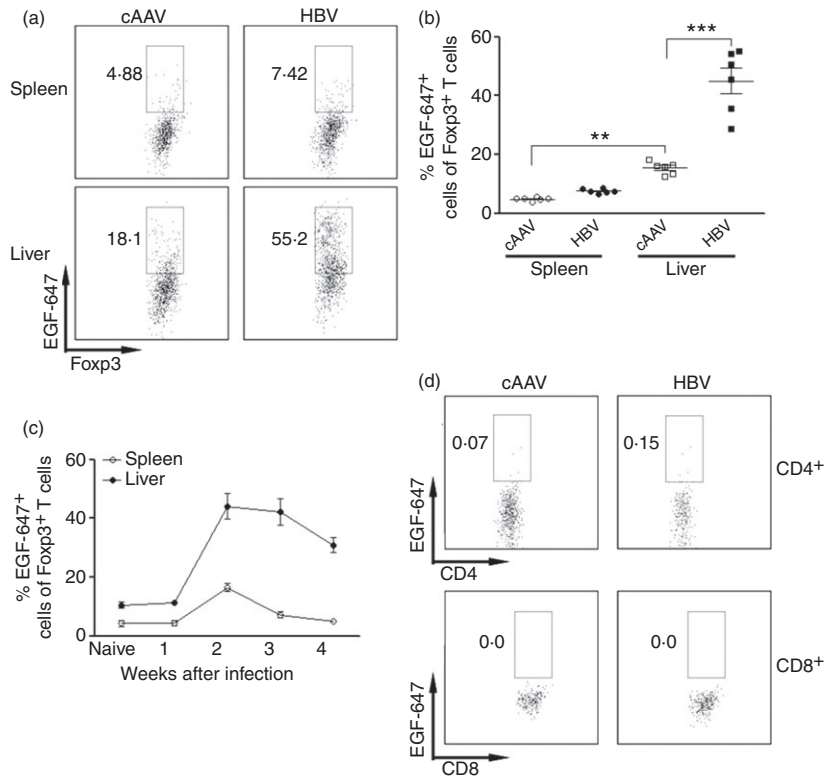 (a)
cAAV HBV
Spleen
4·88 7·42
Liver
18·1 55·2
EGF-647
Foxp3
(b)
% EGF-647+
cells of Foxp3+ T cells
60
40
20
0
**
***
cAAV HBV cAAV HBV
Spleen Liver
(c)
% EGF-647+
cells of Foxp3+ T cells
60
40
20
0
Spleen
Liver
Naive 1 2 3 4
Weeks after infection
(d)
cAAV HBV
0·07 0·15
CD4+
EGF-647
CD4
0·0 0·0
CD8+
EGF-647
CD8